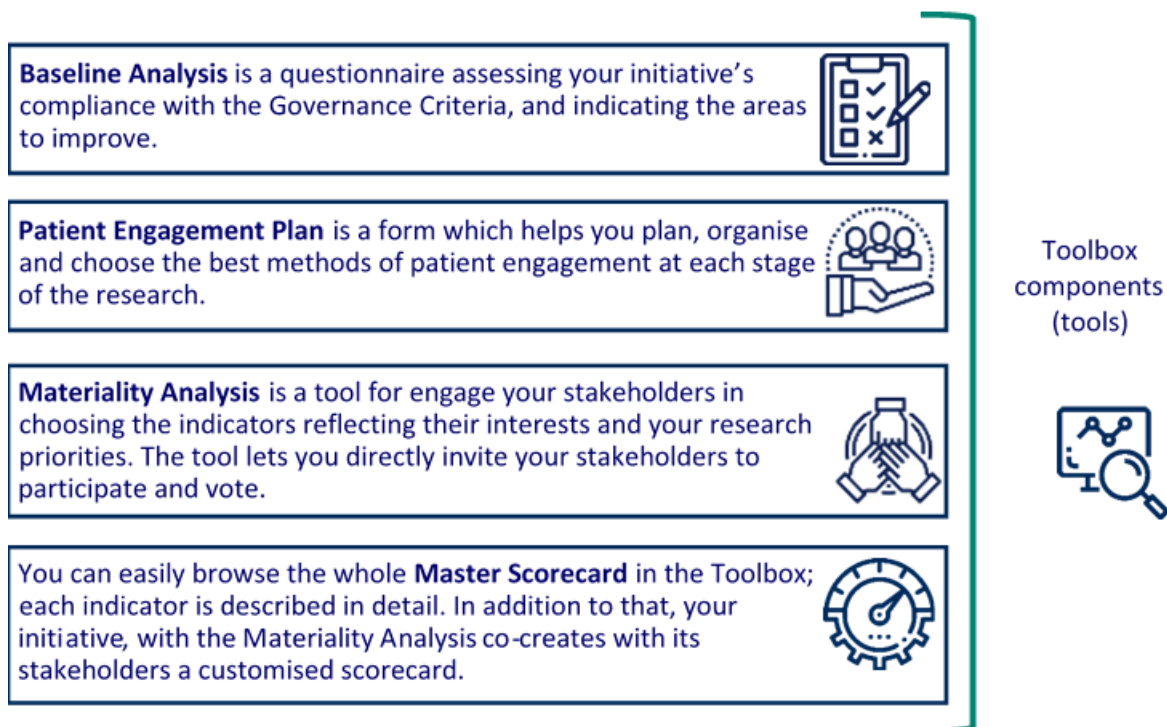 Baseline Analysis is a questionnaire assessing your initiative's
compliance with the Governance Criteria, and indicating the areas
to improve.
Patient Engagement Plan is a form which helps you plan, organise
and choose the best methods of patient engagement at each stage
of the research.
Materiality Analysis is a tool for engage your stakeholders in
choosing the indicators reflecting their interests and your research
priorities. The tool lets you directly invite your stakeholders to
participate and vote.
You can easily browse the whole Master Scorecard in the Toolbox;
each indicator is described in detail. In addition to that, your
initiative, with the Materiality Analysis co-creates with its
stakeholders a customised scorecard.
Toolbox
components
(tools)